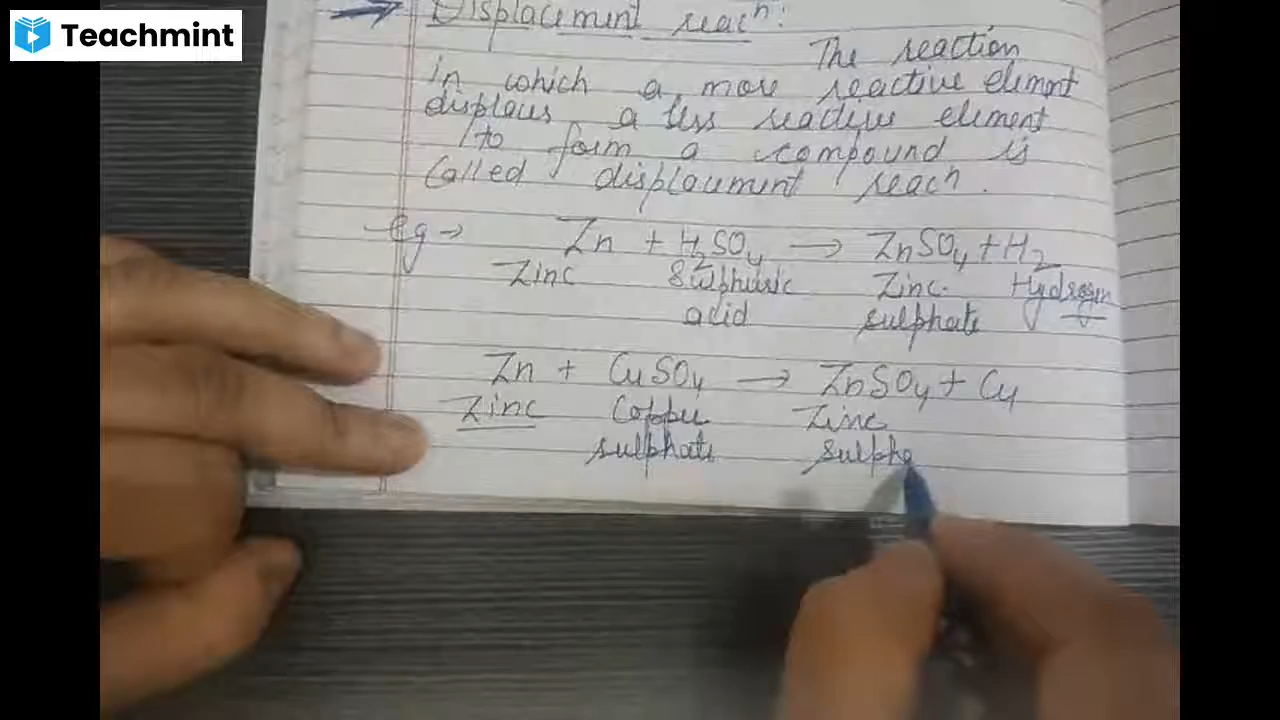 Teachmint
Displacement reacⁿ:
The reaction
in which a more reactive element
displaces a less reactive element
to form a compound is
called displacement reacⁿ.
eg → Zn + H₂SO₄ → ZnSO₄ + H₂
Zinc Sulphuric Zinc Hydrogen
acid sulphate
Zn + CuSO₄ → ZnSO₄ + Cu
Zinc Copper Zinc
sulphate sulpha